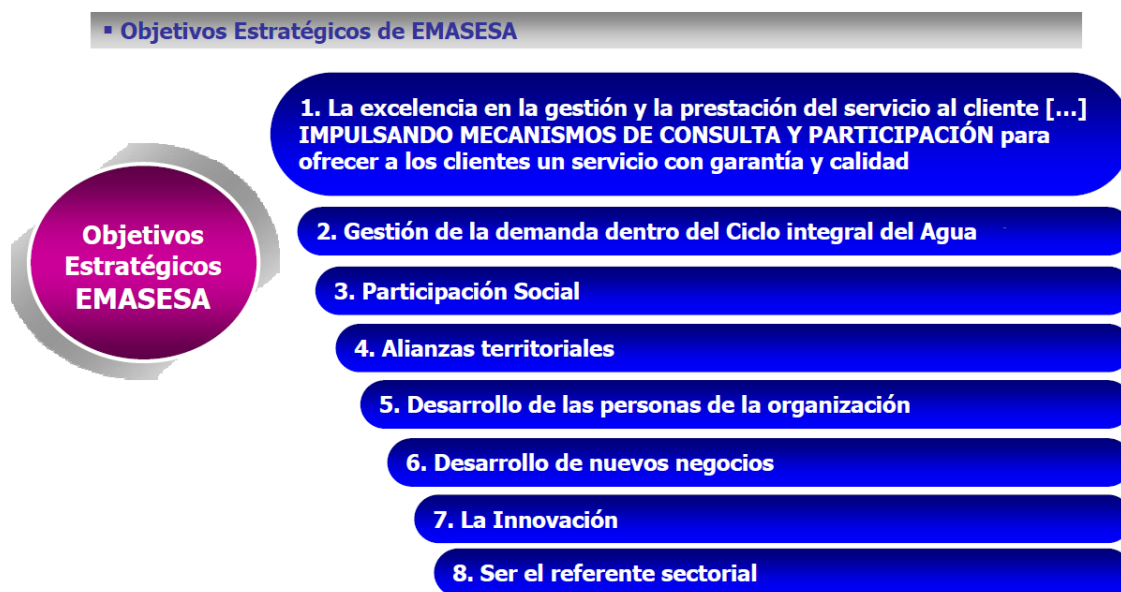 ▪ Objetivos Estratégicos de EMASESA
Objetivos
Estratégicos
EMASESA
1. La excelencia en la gestión y la prestación del servicio al cliente [...]
IMPULSANDO MECANISMOS DE CONSULTA Y PARTICIPACIÓN para
ofrecer a los clientes un servicio con garantía y calidad
2. Gestión de la demanda dentro del Ciclo integral del Agua
3. Participación Social
4. Alianzas territoriales
5. Desarrollo de las personas de la organización
6. Desarrollo de nuevos negocios
7. La Innovación
8. Ser el referente sectorial